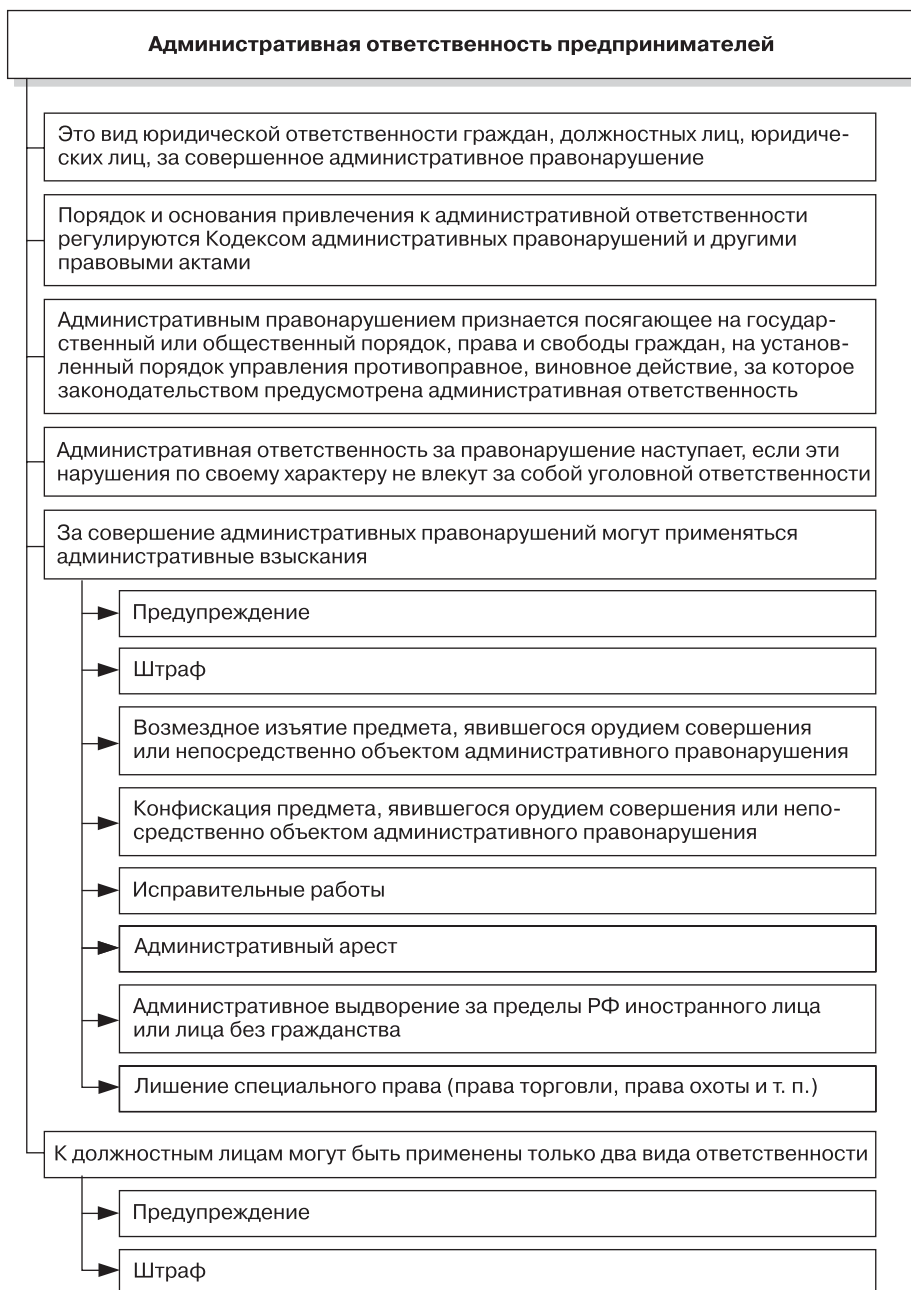 Административная ответственность предпринимателей
Это вид юридической ответственности граждан, должностных лиц, юридиче-
ских лиц, за совершенное административное правонарушение
Порядок и основания привлечения к административной ответственности
регулируются Кодексом административных правонарушений и другими
правовыми актами
Административным правонарушением признается посягающее на государ-
ственный или общественный порядок, права и свободы граждан, на установ-
ленный порядок управления противоправное, виновное действие, за которое
законодательством предусмотрена административная ответственность
Административная ответственность за правонарушение наступает, если эти
нарушения по своему характеру не влекут за собой уголовной ответственности
За совершение административных правонарушений могут применяться
административные взыскания
Предупреждение
Штраф
Возмездное изъятие предмета, явившегося орудием совершения
или непосредственно объектом административного правонарушения
Конфискация предмета, явившегося орудием совершения или непо-
средственно объектом административного правонарушения
Исправительные работы
Административный арест
Административное выдворение за пределы РФ иностранного лица
или лица без гражданства
Лишение специального права (права торговли, права охоты и т. п.)
К должностным лицам могут быть применены только два вида ответственности
Предупреждение
Штраф